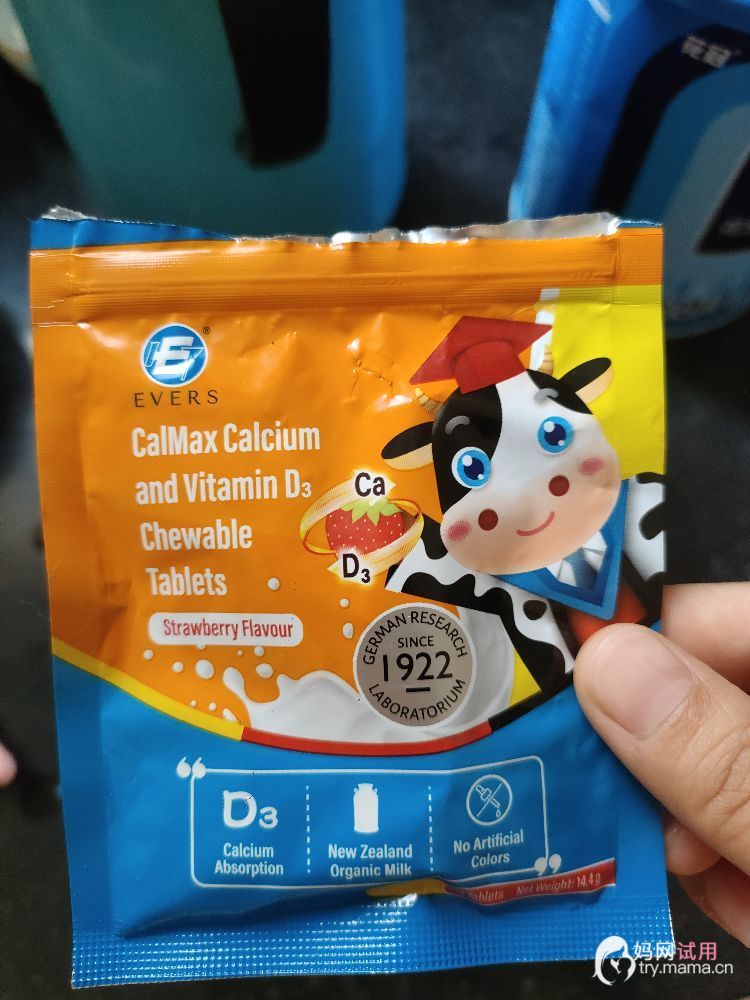 花冠
EVERS
CalMax Calcium
and Vitamin D3
Chewable
Tablets
Strawberry Flavour
Ca
D3
GERMAN RESEARCH
SINCE
1922
LABORATORIUM
D3
Calcium
Absorption
New Zealand
Organic Milk
No Artificial
Colors
Tablets Net Weight: 14.4g
妈网试用
try.mama.cn